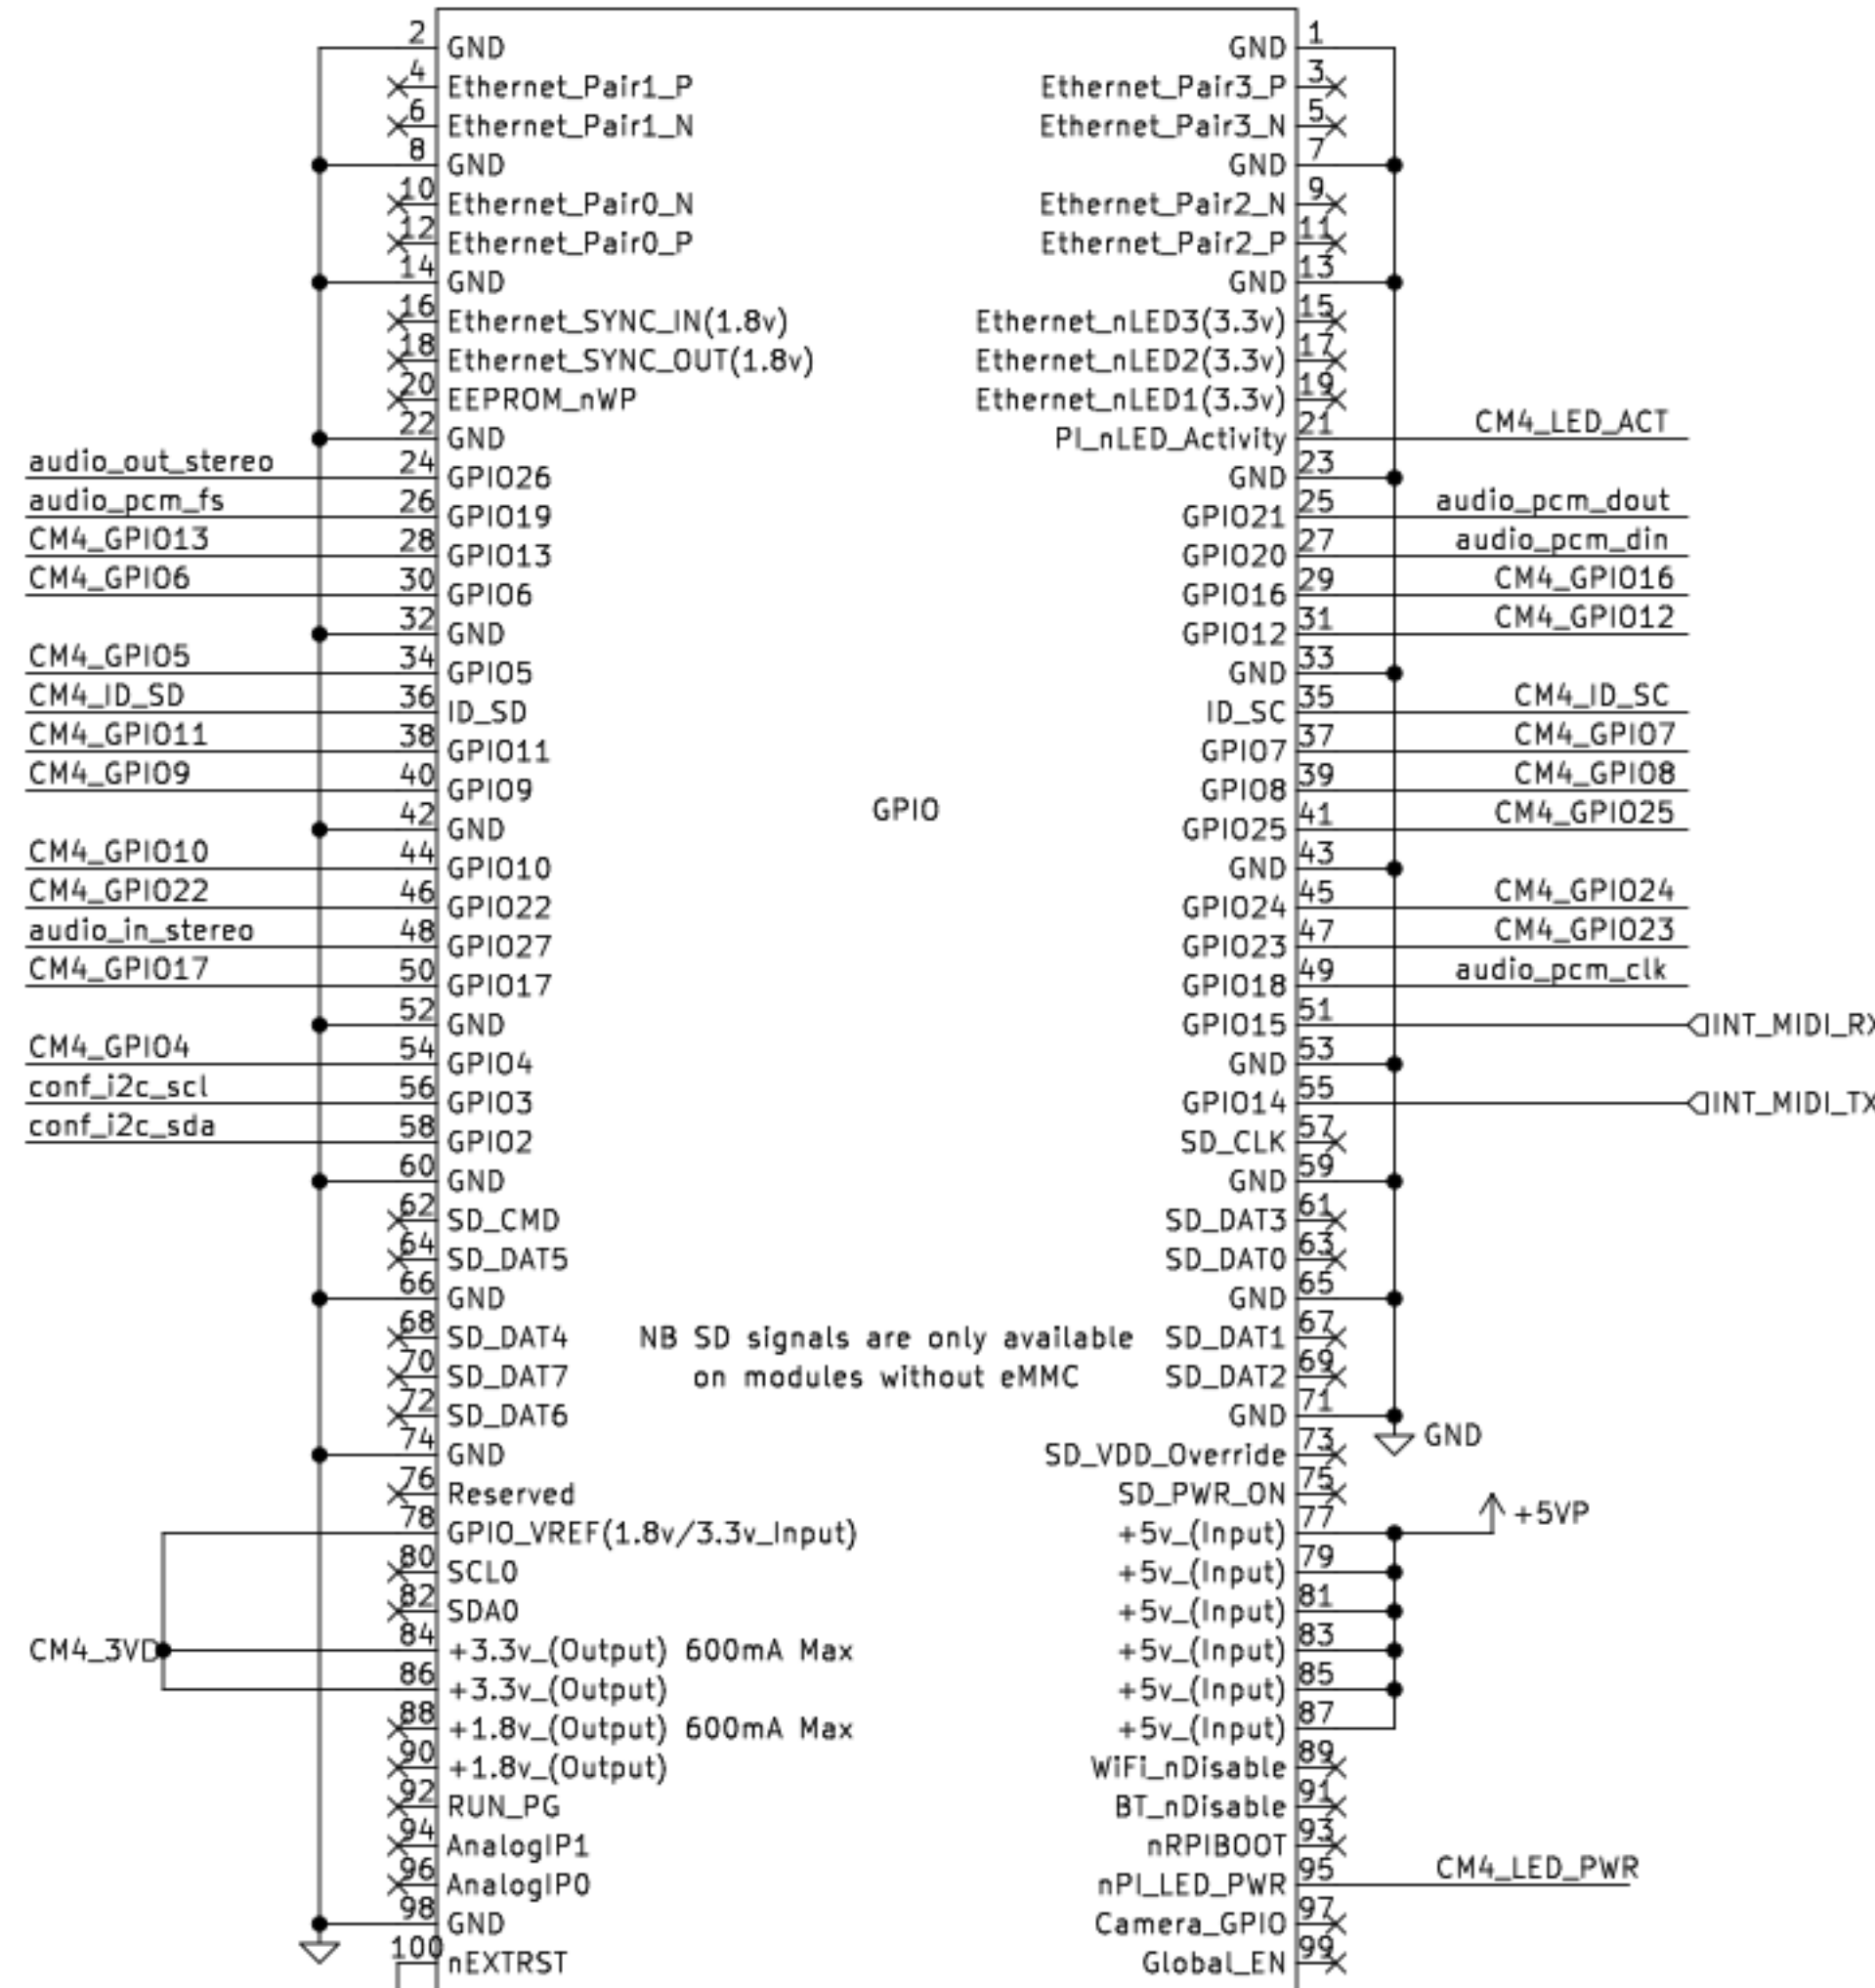 2 GND GND 1
4 Ethernet_Pair1_P Ethernet_Pair3_P 3
6 Ethernet_Pair1_N Ethernet_Pair3_N 5
8 GND GND 7
10 Ethernet_Pair0_N Ethernet_Pair2_N 9
12 Ethernet_Pair0_P Ethernet_Pair2_P 11
14 GND GND 13
16 Ethernet_SYNC_IN(1.8v) Ethernet_nLED3(3.3v) 15
18 Ethernet_SYNC_OUT(1.8v) Ethernet_nLED2(3.3v) 17
20 EEPROM_nWP Ethernet_nLED1(3.3v) 19
22 GND PI_nLED_Activity 21 CM4_LED_ACT
audio_out_stereo 24 GPIO26 GND 23
audio_pcm_fs 26 GPIO19 GPIO21 25 audio_pcm_dout
CM4_GPIO13 28 GPIO13 GPIO20 27 audio_pcm_din
CM4_GPIO6 30 GPIO6 GPIO16 29 CM4_GPIO16
32 GND GPIO12 31 CM4_GPIO12
CM4_GPIO5 34 GPIO5 GND 33
CM4_ID_SD 36 ID_SD ID_SC 35 CM4_ID_SC
CM4_GPIO11 38 GPIO11 GPIO7 37 CM4_GPIO7
CM4_GPIO9 40 GPIO9 GPIO8 39 CM4_GPIO8
GPIO
42 GND GPIO25 41 CM4_GPIO25
CM4_GPIO10 44 GPIO10 GND 43
CM4_GPIO22 46 GPIO22 GPIO24 45 CM4_GPIO24
audio_in_stereo 48 GPIO27 GPIO23 47 CM4_GPIO23
CM4_GPIO17 50 GPIO17 GPIO18 49 audio_pcm_clk
52 GND GPIO15 51 INT_MIDI_RX
CM4_GPIO4 54 GPIO4 GND 53
conf_i2c_scl 56 GPIO3 GPIO14 55 INT_MIDI_TX
conf_i2c_sda 58 GPIO2 SD_CLK 57
60 GND GND 59
62 SD_CMD SD_DAT3 61
64 SD_DAT5 SD_DAT0 63
66 GND GND 65
68 SD_DAT4 NB SD signals are only available SD_DAT1 67
70 SD_DAT7 on modules without eMMC SD_DAT2 69
72 SD_DAT6 GND 71
GND
74 GND SD_VDD_Override 73
76 Reserved SD_PWR_ON 75
+5VP
78 GPIO_VREF(1.8v/3.3v_Input) +5v_(Input) 77
80 SCL0 +5v_(Input) 79
82 SDA0 +5v_(Input) 81
CM4_3VD 84 +3.3v_(Output) 600mA Max +5v_(Input) 83
86 +3.3v_(Output) +5v_(Input) 85
88 +1.8v_(Output) 600mA Max +5v_(Input) 87
90 +1.8v_(Output) WiFi_nDisable 89
92 RUN_PG BT_nDisable 91
94 AnalogIP1 nRPIBOOT 93
96 AnalogIP0 nPI_LED_PWR 95 CM4_LED_PWR
98 GND Camera_GPIO 97
100 nEXTRST Global_EN 99